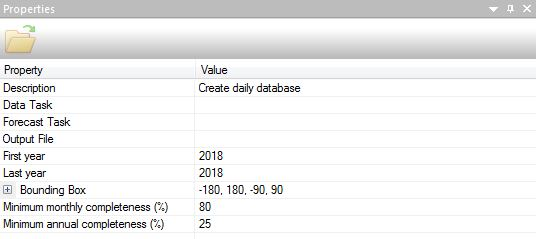 Properties
Property Value
Description Create daily database
Data Task
Forecast Task
Output File
First year 2018
Last year 2018
Bounding Box -180, 180, -90, 90
Minimum monthly completeness (%) 80
Minimum annual completeness (%) 25